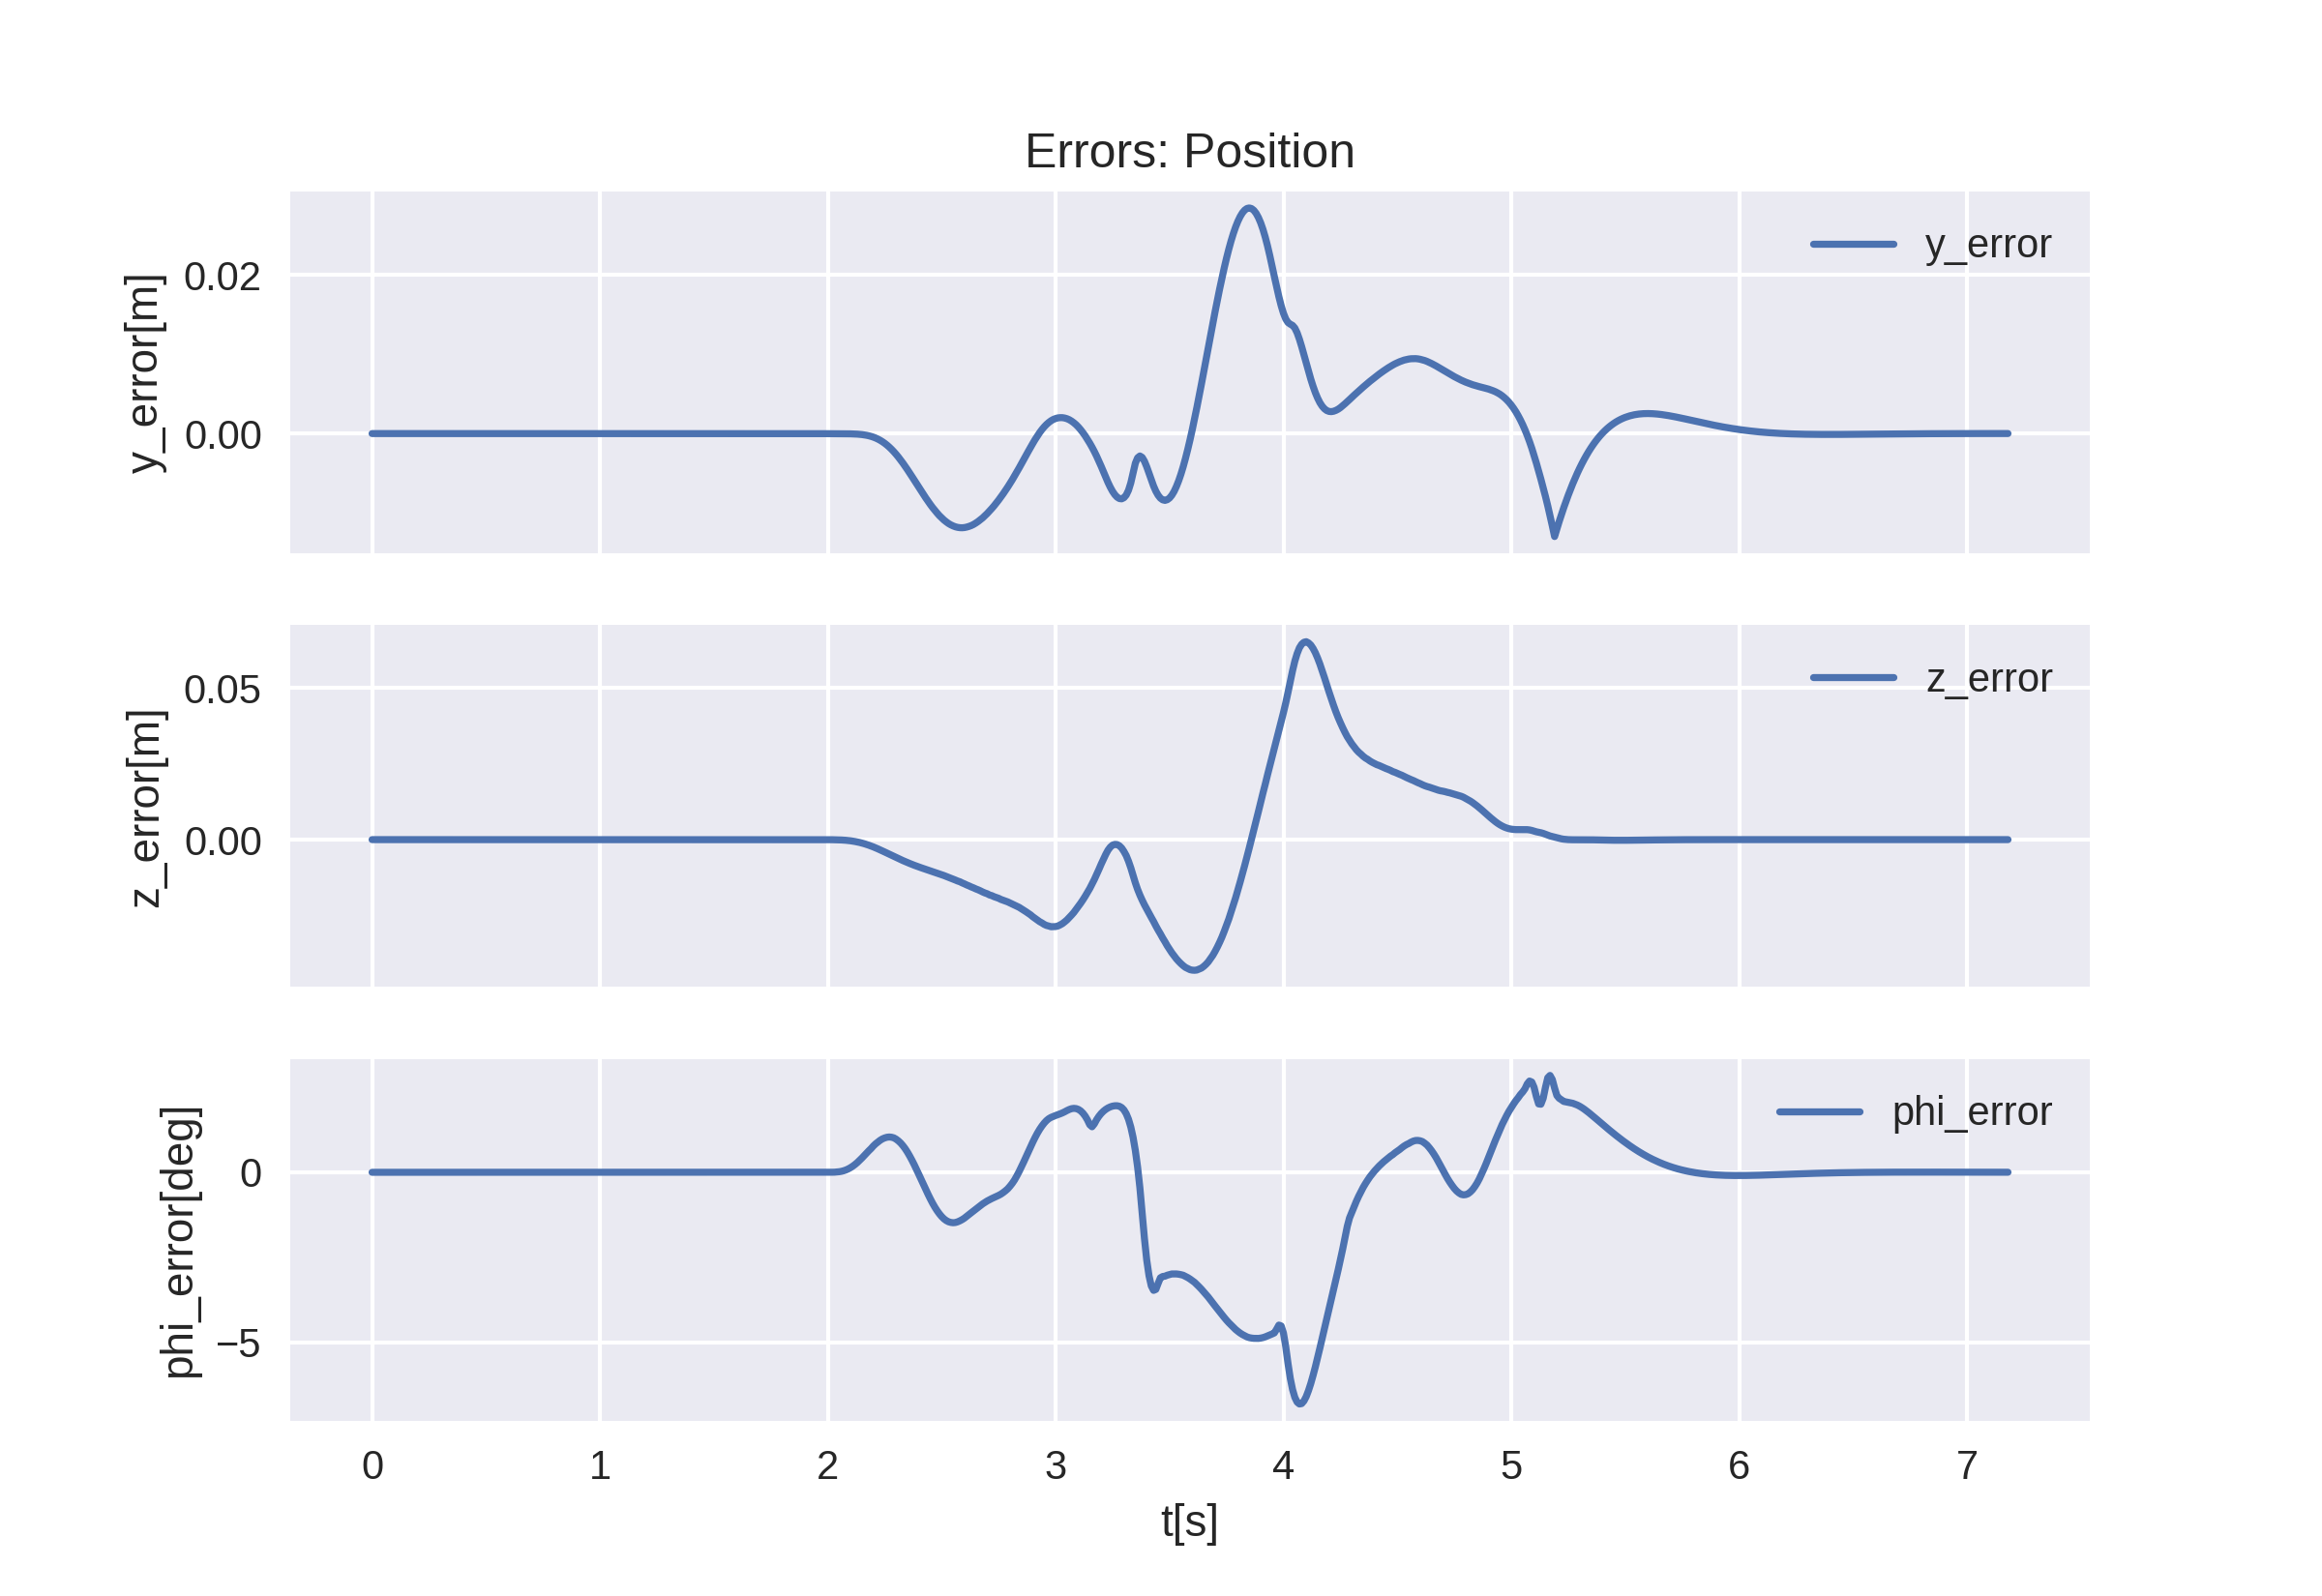 Errors: Position
y_error[m]
0.02
0.00
y_error
z_error[m]
0.05
0.00
z_error
phi_error[deg]
0
−5
phi_error
0 1 2 3 4 5 6 7
t[s]